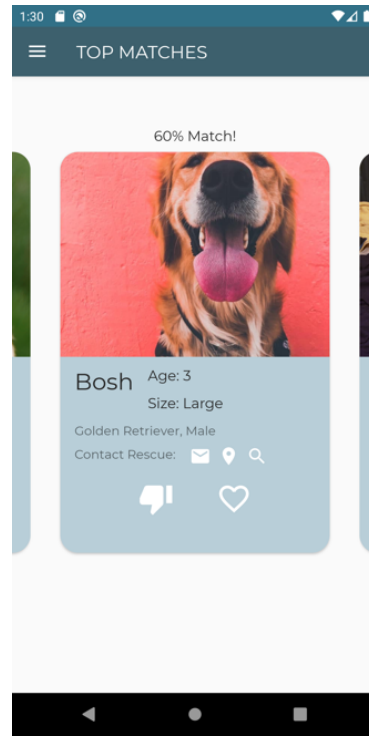 1:30
TOP MATCHES
60% Match!
Bosh
Age: 3
Size: Large
Golden Retriever, Male
Contact Rescue: